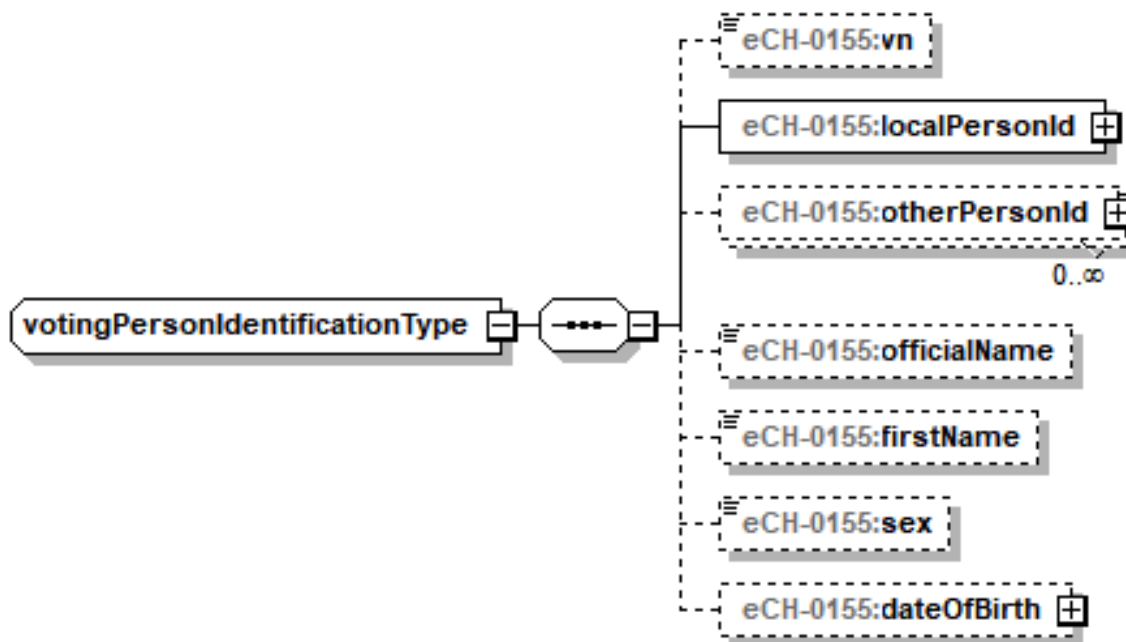 eCH-0155:vn
eCH-0155:localPersonId
eCH-0155:otherPersonId
0..∞
votingPersonIdentificationType
eCH-0155:officialName
eCH-0155:firstName
eCH-0155:sex
eCH-0155:dateOfBirth